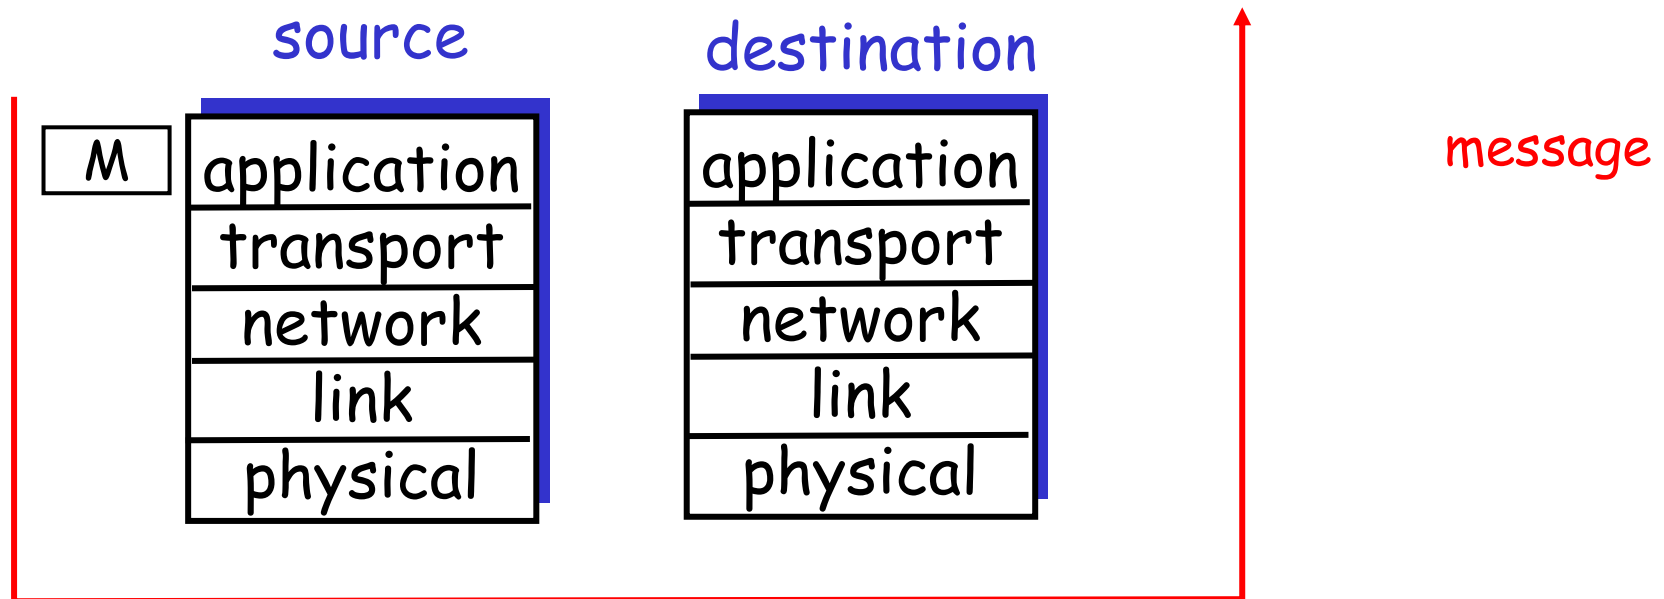 source
destination
M
application
transport
network
link
physical
application
transport
network
link
physical
message